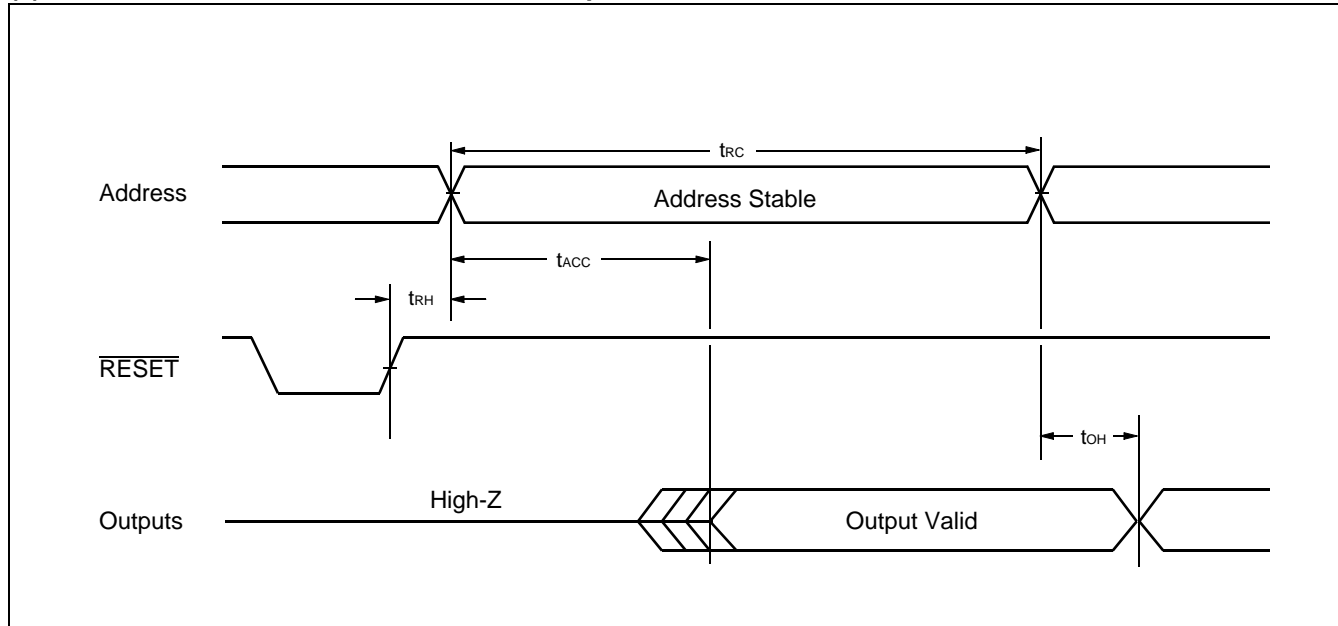 tRC
Address
Address Stable
tACC
tRH
RESET
tOH
High-Z
Outputs
Output Valid